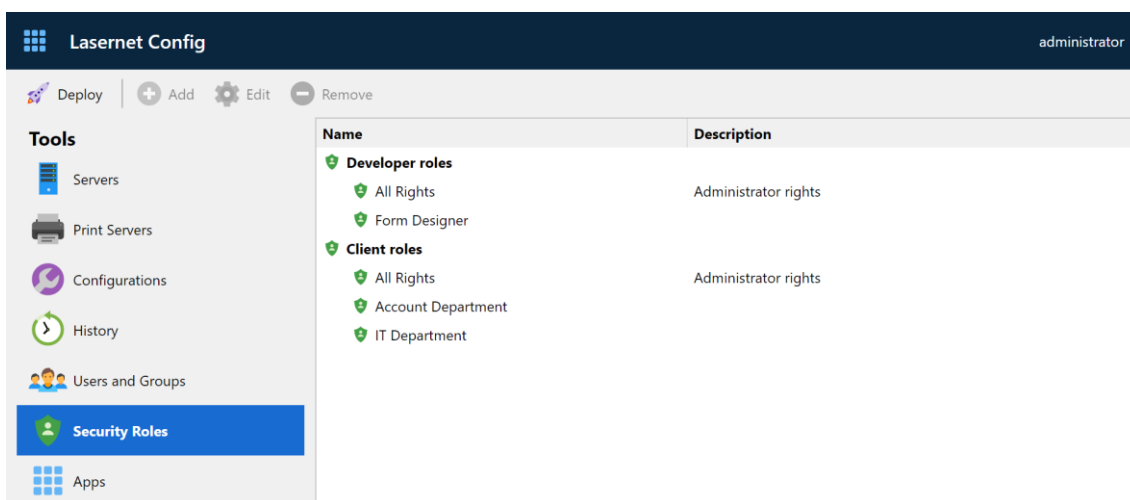 Lasernet Config
administrator
Deploy
Add
Edit
Remove
Tools
Servers
Print Servers
Configurations
History
Users and Groups
Security Roles
Apps
Name Description
Developer roles
All Rights Administrator rights
Form Designer
Client roles
All Rights Administrator rights
Account Department
IT Department